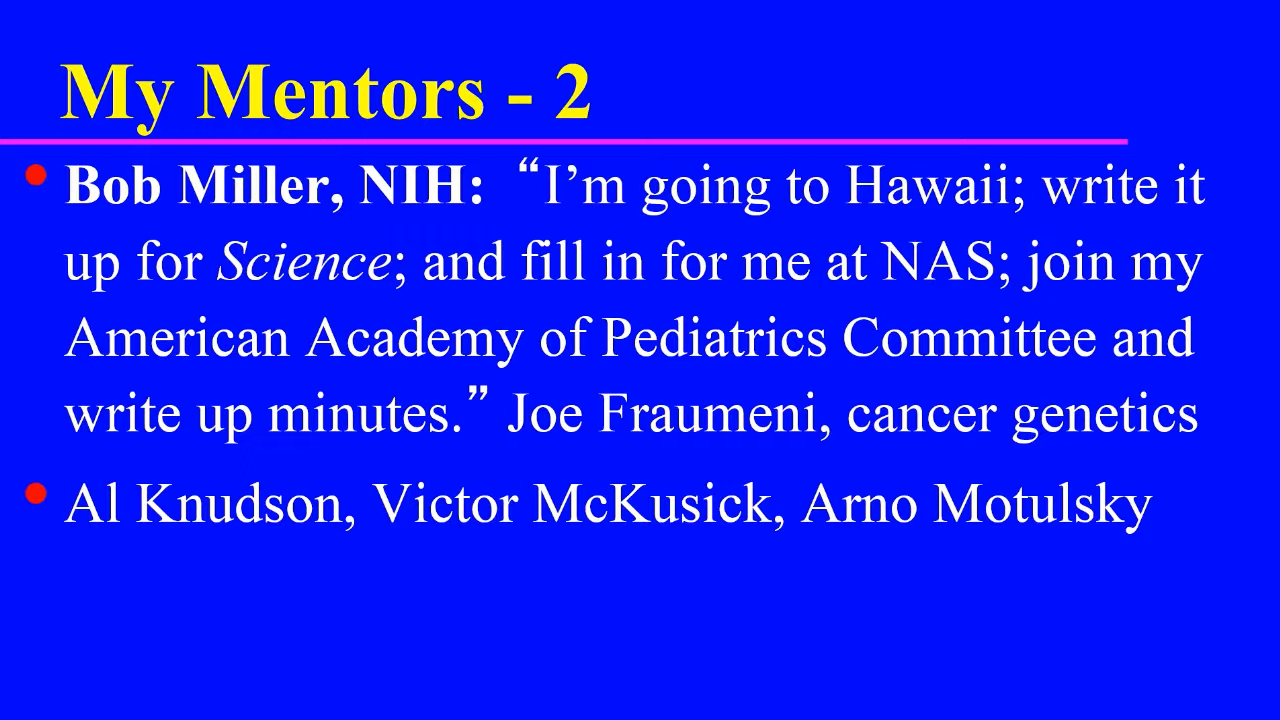 My Mentors - 2
• Bob Miller, NIH: “I’m going to Hawaii; write it
up for Science; and fill in for me at NAS; join my
American Academy of Pediatrics Committee and
write up minutes.” Joe Fraumeni, cancer genetics
• Al Knudson, Victor McKusick, Arno Motulsky